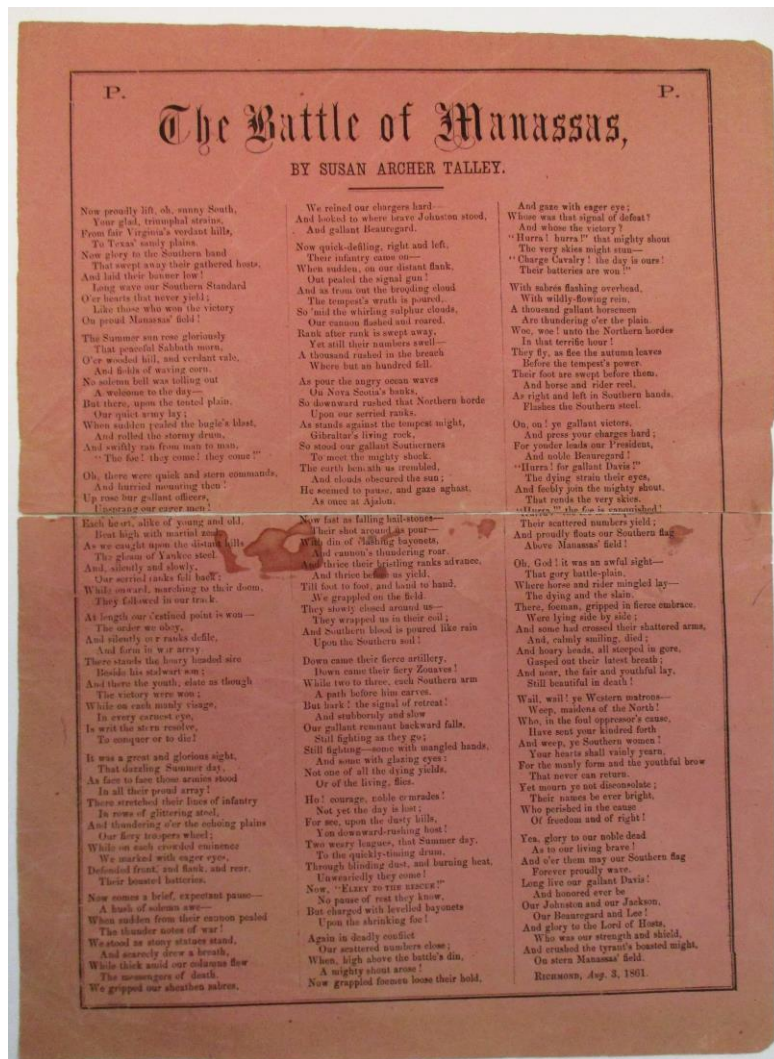 P.
P.
The Battle of Manassas,
BY SUSAN ARCHER TALLEY.
Now proudly lift, oh, sunny South,
Your glad, triumphal strains,
From fair Virginia's verdant hills,
To Texas' sandy plains.
Now glory to the Southern band
That swept away their gathered hosts,
And laid their banner low!
Long wave our Southern Standard
O'er hearts that never yield;
Like those who won the victory
On proud Manassas' field!
The Summer sun rose gloriously
That peaceful Sabbath morn,
O'er wooded hill, and verdant vale,
And fields of waving corn.
No solemn bell was tolling out
A welcome to the day—
But there, upon the tented plain,
Our quiet army lay;
When sudden pealed the bugle's blast,
And rolled the stormy drum,
And swiftly ran from man to man,
"The foe! they come! they come!"
Oh, there were quick and stern commands,
And hurried mounting then!
Up rose our gallant officers,
Upsprang our eager men!
Each heart, alike of young and old,
Beat high with martial zeal,
As we caught upon the distant hills
The gleam of Yankee steel.
And, silently and slowly,
Our serried ranks fell back;
While onward, marching to their doom,
They followed in our track.
At length our destined point is won—
The order we obey,
And silently our ranks defile,
And form in war array.
There stands the hoary headed sire
Beside his stalwart son;
And there the youth, elate as though
The victory were won;
While on each manly visage,
In every earnest eye,
Is writ the stern resolve,
To conquer or to die!
It was a great and glorious sight,
That dazzling Summer day,
As face to face those armies stood
In all their proud array!
There stretched their lines of infantry
In rows of glittering steel,
And thundering o'er the echoing plains
Our fiery troopers wheel;
While on each crowded eminence
We marked with eager eyes,
Defended front, and flank, and rear,
Their boasted batteries.
Now comes a brief, expectant pause—
A hush of solemn awe—
When sudden from their cannon pealed
The thunder notes of war!
We stood as stony statues stand,
And scarcely drew a breath,
While thick amid our columns flew
The messengers of death.
We gripped our sheathen sabres,
We reined our chargers hard—
And looked to where brave Johnston stood,
And gallant Beauregard.
Now quick-defiling, right and left,
Their infantry came on—
When sudden, on our distant flank,
Out pealed the signal gun!
And as from out the brooding cloud
The tempest's wrath is poured,
So 'mid the whirling sulphur clouds,
Our cannon flashed and roared.
Rank after rank is swept away,
Yet still their numbers swell—
A thousand rushed in the breach
Where but an hundred fell.
As pour the angry ocean waves
On Nova Scotia's banks,
So downward rushed that Northern horde
Upon our serried ranks.
As stands against the tempest might,
Gibraltar's living rock,
So stood our gallant Southerners
To meet the mighty shock.
The earth beneath us trembled,
And clouds obscured the sun;
He seemed to pause, and gaze aghast,
As once at Ajalon.
Now fast as falling hail-stones—
Their shot around us pour—
With din of clashing bayonets,
And cannon's thundering roar.
And thrice their bristling ranks advance,
And thrice before us yield,
Till foot to foot, and hand to hand,
We grappled on the field.
They slowly closed around us—
They wrapped us in their coil;
And Southern blood is poured like rain
Upon the Southern soil!
Down came their fierce artillery,
Down came their fiery Zouaves!
While two to three, each Southern arm
A path before him carves.
But hark! the signal of retreat!
And stubbornly and slow
Our gallant remnant backward falls,
Still fighting as they go;
Still fighting—some with mangled hands,
And some with glazing eyes:
Not one of all the dying yields,
Or of the living, flies.
Ho! courage, noble comrades!
Not yet the day is lost;
For see, upon the dusty hills,
Yon downward-rushing host!
Two weary leagues, that Summer day,
To the quickly-timing drum,
Through blinding dust, and burning heat,
Unweariedly they come!
Now, "ELZEY TO THE RESCUE!"
No pause of rest they know,
But charged with levelled bayonets
Upon the shrinking foe!
Again in deadly conflict
Our scattered numbers close;
When, high above the battle's din,
A mighty shout arose!
Now grappled foemen loose their hold,
And gaze with eager eye;
Whose was that signal of defeat?
And whose the victory?
"Hurra! hurra!" that mighty shout
The very skies might stun—
"Charge Cavalry! the day is ours!
Their batteries are won!"
With sabres flashing overhead,
With wildly-flowing rein,
A thousand gallant horsemen
Are thundering o'er the plain.
Woe, woe! unto the Northern hordes
In that terrific hour!
They fly, as flee the autumn leaves
Before the tempest's power.
Their foot are swept before them,
And horse and rider reel,
As right and left in Southern hands,
Flashes the Southern steel.
On, on! ye gallant victors,
And press your charges hard;
For yonder leads our President,
And noble Beauregard!
"Hurra! for gallant Davis!"
The dying strain their eyes,
And feebly join the mighty shout,
That rends the very skies.
"Hurra!" the foe is vanquished!
Their scattered numbers yield;
And proudly floats our Southern flag
Above Manassas' field!
Oh, God! it was an awful sight—
That gory battle-plain,
Where horse and rider mingled lay—
The dying and the slain.
There, foeman, gripped in fierce embrace,
Were lying side by side;
And some had crossed their shattered arms,
And, calmly smiling, died;
And hoary heads, all steeped in gore,
Gasped out their latest breath;
And near, the fair and youthful lay,
Still beautiful in death!
Wail, wail! ye Western matrons—
Weep, maidens of the North!
Who, in the foul oppressor's cause,
Have sent your kindred forth
And weep, ye Southern women!
Your hearts shall vainly yearn,
For the manly form and the youthful brow
That never can return.
Yet mourn ye not disconsolate;
Their names be ever bright,
Who perished in the cause
Of freedom and of right!
Yea, glory to our noble dead
As to our living brave!
And o'er them may our Southern flag
Forever proudly wave.
Long live our gallant Davis!
And honored ever be
Our Johnston and our Jackson,
Our Beauregard and Lee!
And glory to the Lord of Hosts,
Who was our strength and shield,
And crushed the tyrant's boasted might,
On stern Manassas' field.
RICHMOND, Aug. 3, 1861.